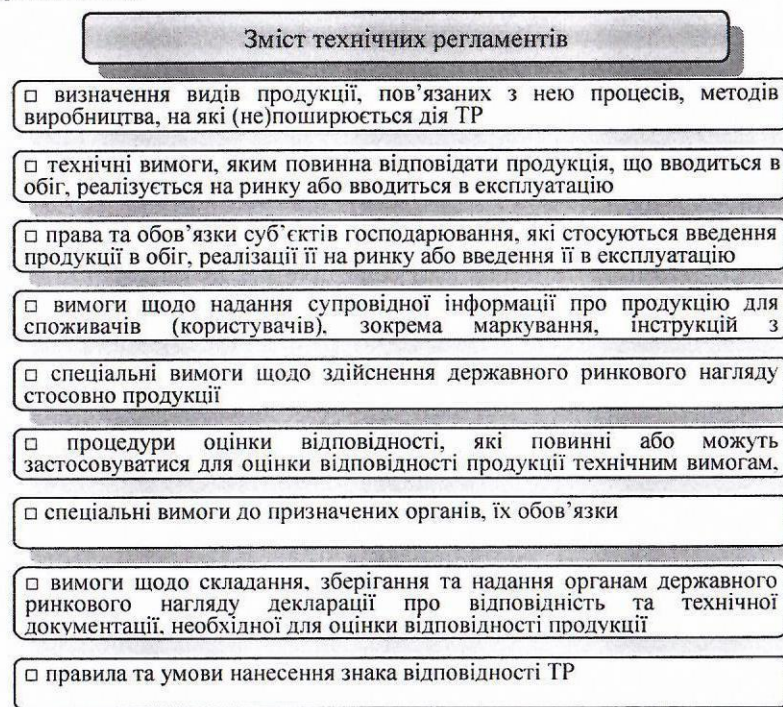 Зміст технічних регламентів
□ визначення видів продукції, пов’язаних з нею процесів, методів
виробництва, на які (не)поширюється дія ТР
□ технічні вимоги, яким повинна відповідати продукція, що вводиться в
обіг, реалізується на ринку або вводиться в експлуатацію
□ права та обов’язки суб’єктів господарювання, які стосуються введення
продукції в обіг, реалізації її на ринку або введення її в експлуатацію
□ вимоги щодо надання супровідної інформації про продукцію для
споживачів (користувачів), зокрема маркування, інструкцій з
□ спеціальні вимоги щодо здійснення державного ринкового нагляду
стосовно продукції
□ процедури оцінки відповідності, які повинні або можуть
застосовуватися для оцінки відповідності продукції технічним вимогам,
□ спеціальні вимоги до призначених органів, їх обов’язки
□ вимоги щодо складання, зберігання та надання органам державного
ринкового нагляду декларації про відповідність та технічної
документації, необхідної для оцінки відповідності продукції
□ правила та умови нанесення знака відповідності ТР